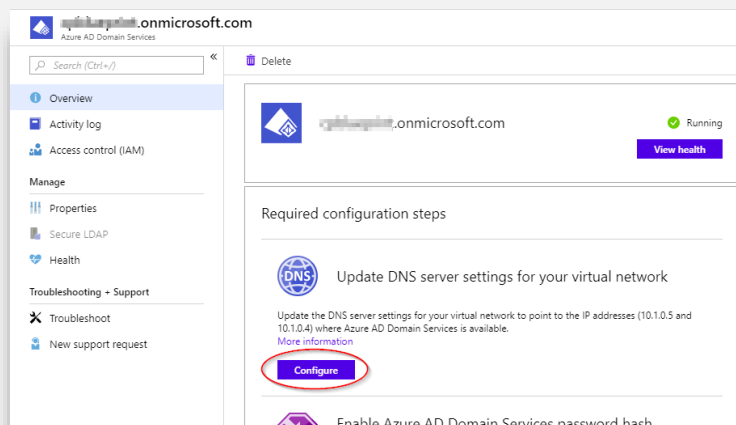 .onmicrosoft.com
Azure AD Domain Services
Search (Ctrl+/)
«
Overview
Activity log
Access control (IAM)
Manage
Properties
Secure LDAP
Health
Troubleshooting + Support
Troubleshoot
New support request
Delete
.onmicrosoft.com
Running
View health
Required configuration steps
DNS
Update DNS server settings for your virtual network
Update the DNS server settings for your virtual network to point to the IP addresses (10.1.0.5 and
10.1.0.4) where Azure AD Domain Services is available.
More information
Configure
Enable Azure AD Domain Services password hash